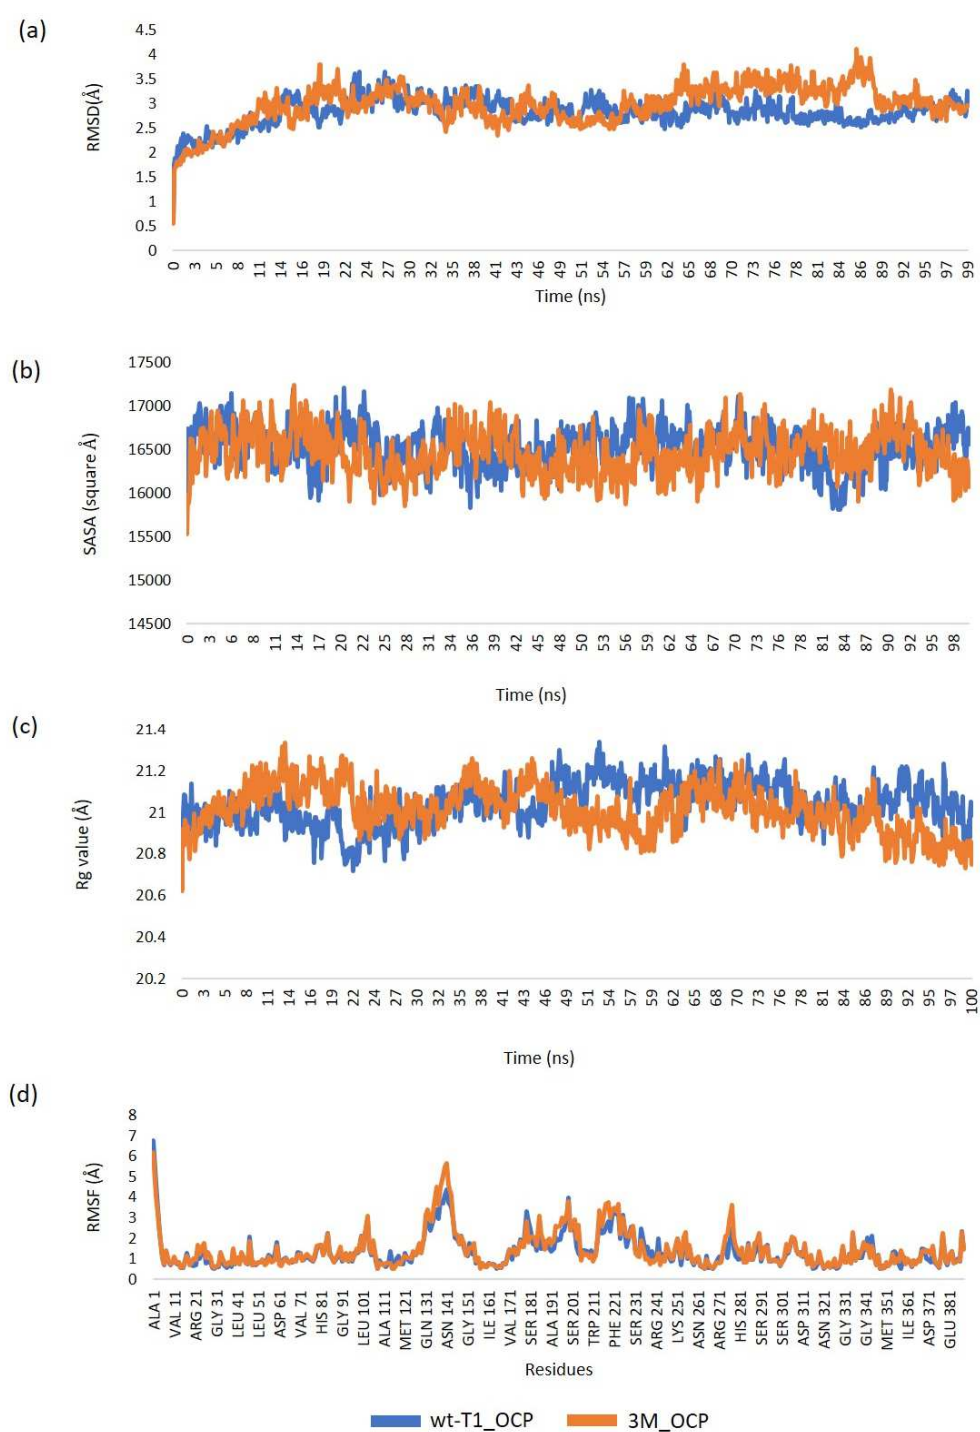 (a)
4.5
4
3.5
3
2.5
2
1.5
1
0.5
0
RMSD(Å)
0 3 5 8 11 14 16 19 22 24 27 30 33 35 38 41 43 46 49 52 54 57 60 62 65 68 70 73 76 79 81 84 86 89 92 95 97 99
Time (ns)
(b)
17500
17000
16500
16000
15500
15000
14500
SASA (square Å)
0 3 6 8 11 14 17 20 22 25 28 31 34 36 39 42 45 48 50 53 56 59 62 64 67 70 73 76 78 81 84 87 90 92 95 98
Time (ns)
(c)
21.4
21.2
21
20.8
20.6
20.4
20.2
Rg value (Å)
0 3 5 8 11 14 16 19 22 24 27 30 33 35 38 41 43 46 49 52 54 57 59 62 65 68 70 73 76 78 81 84 87 89 92 95 97 100
Time (ns)
(d)
8
7
6
5
4
3
2
1
0
RMSF (Å)
ALA 1 VAL 11 ARG 21 GLY 31 LEU 41 LEU 51 ASP 61 VAL 71 HIS 81 GLY 91 LEU 101 ALA 111 MET 121 GLN 131 ASN 141 GLY 151 ILE 161 VAL 171 SER 181 ALA 191 SER 201 TRP 211 PHE 221 SER 231 ARG 241 LYS 251 ASN 261 ARG 271 HIS 281 SER 291 SER 301 ASP 311 ASN 321 GLY 331 GLY 341 MET 351 ILE 361 ASP 371 GLU 381
Residues
wt-T1_OCP 3M_OCP